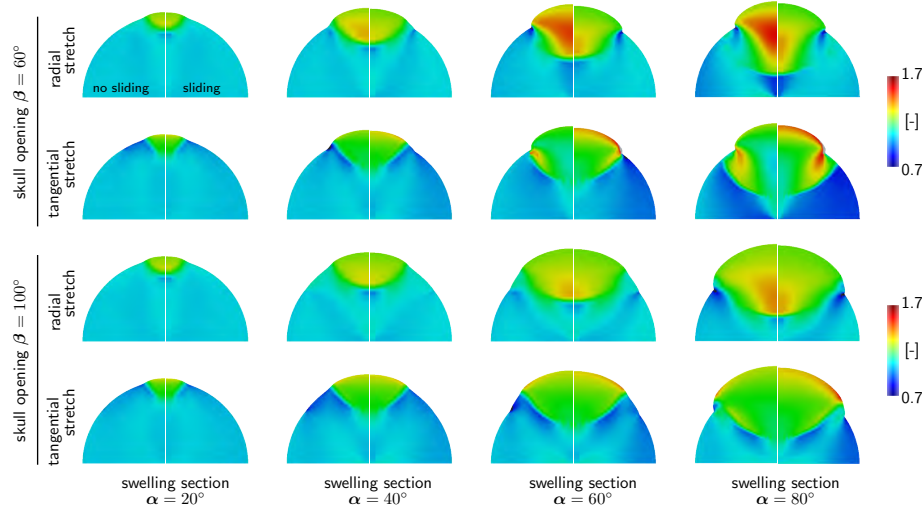 skull opening β = 60°
radial
stretch
no sliding
sliding
tangential
stretch
1.7
[-]
0.7
skull opening β = 100°
radial
stretch
tangential
stretch
1.7
[-]
0.7
swelling section
α = 20°
swelling section
α = 40°
swelling section
α = 60°
swelling section
α = 80°